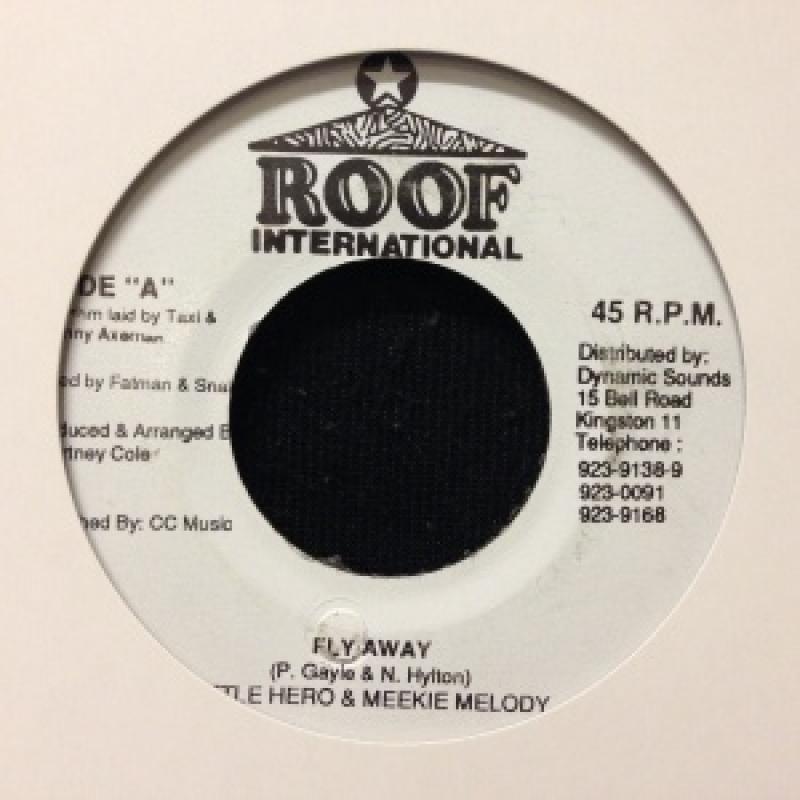 ROOF
INTERNATIONAL
DE "A"
hm laid by Taxi &
nny Axeman
ed by Fatman & Sna
duced & Arranged B
tney Cole
hed By: CC Music
45 R.P.M.
Distributed by:
Dynamic Sounds
15 Bell Road
Kingston 11
Telephone :
923-9138-9
923-0091
923-9168
FLY AWAY
(P. Gayle & N. Hylton)
TLE HERO & MEEKIE MELODY